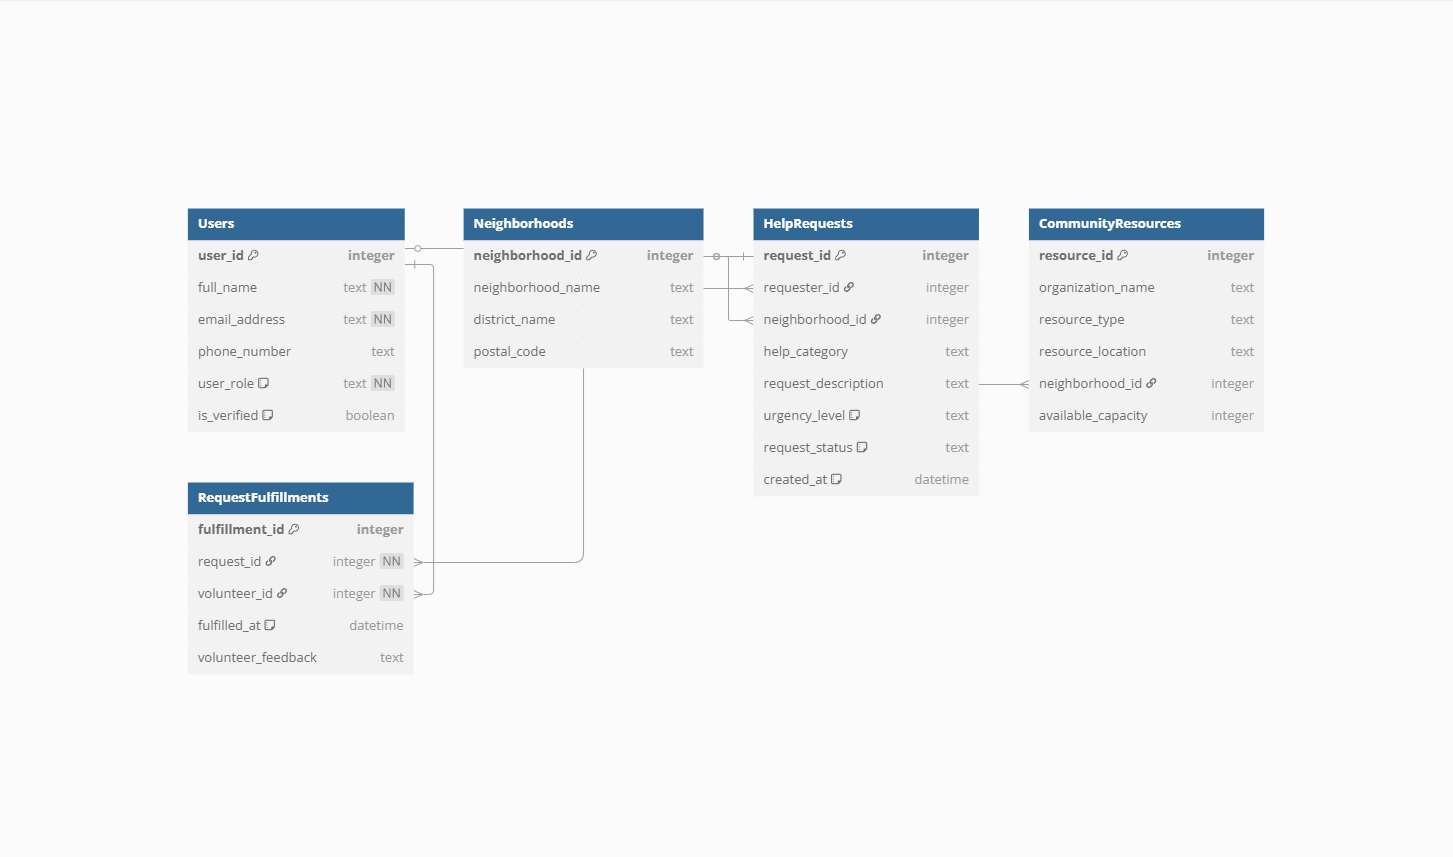 Users
user_id integer
full_name text NN
email_address text NN
phone_number text
user_role text NN
is_verified boolean
Neighborhoods
neighborhood_id integer
neighborhood_name text
district_name text
postal_code text
HelpRequests
request_id integer
requester_id integer
neighborhood_id integer
help_category text
request_description text
urgency_level text
request_status text
created_at datetime
CommunityResources
resource_id integer
organization_name text
resource_type text
resource_location text
neighborhood_id integer
available_capacity integer
RequestFulfillments
fulfillment_id integer
request_id integer NN
volunteer_id integer NN
fulfilled_at datetime
volunteer_feedback text